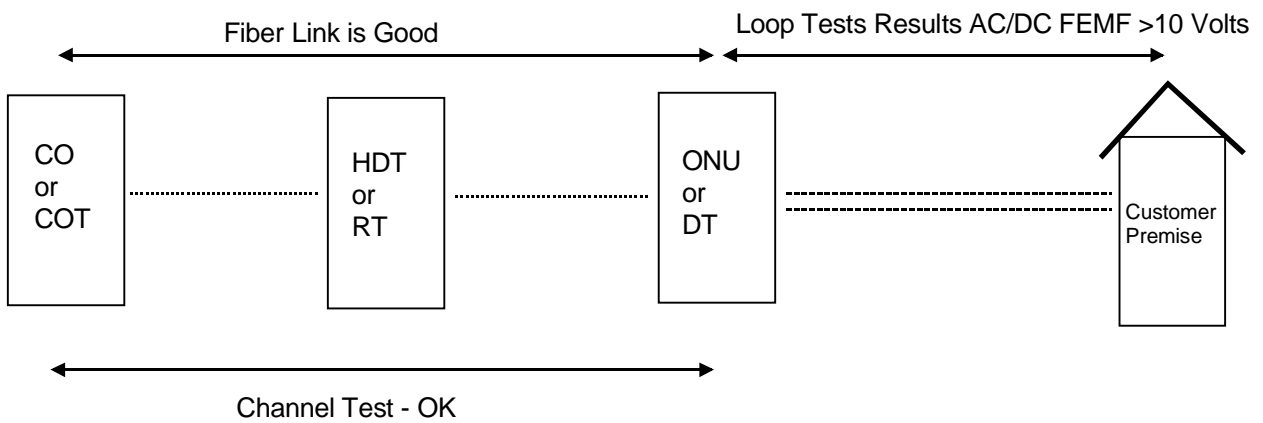 Fiber Link is Good
Loop Tests Results AC/DC FEMF >10 Volts
CO
or
COT
HDT
or
RT
ONU
or
DT
Customer
Premise
Channel Test - OK